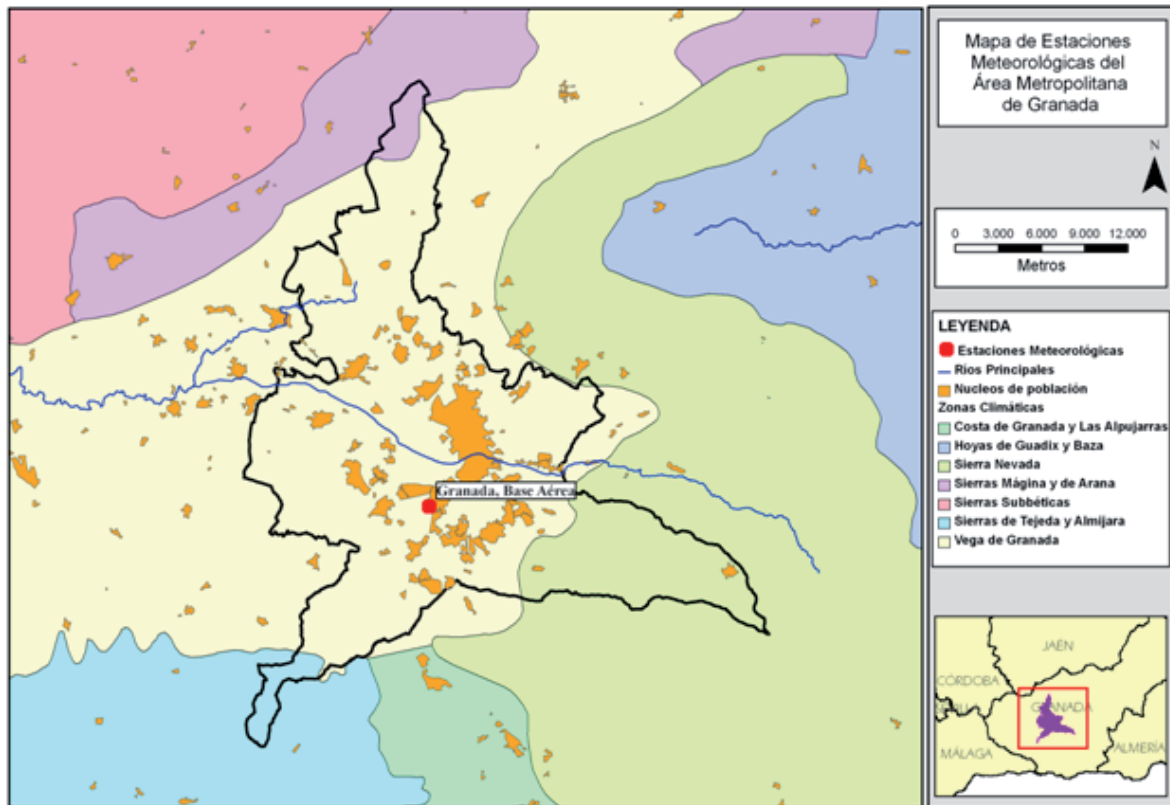 Mapa de Estaciones
Meteorológicas del
Área Metropolitana
de Granada
N
0 3.000 6.000 9.000 12.000
Metros
LEYENDA
Estaciones Meteorológicas
Ríos Principales
Nucleos de población
Zonas Climáticas
Costa de Granada y Las Alpujarras
Hoyas de Guadix y Baza
Sierra Nevada
Sierras Mágina y de Arana
Sierras Subbéticas
Sierras de Tejeda y Almijara
Vega de Granada
Granada, Base Aérea
JAÉN
CÓRDOBA
GRANADA
MÁLAGA
ALMERÍA